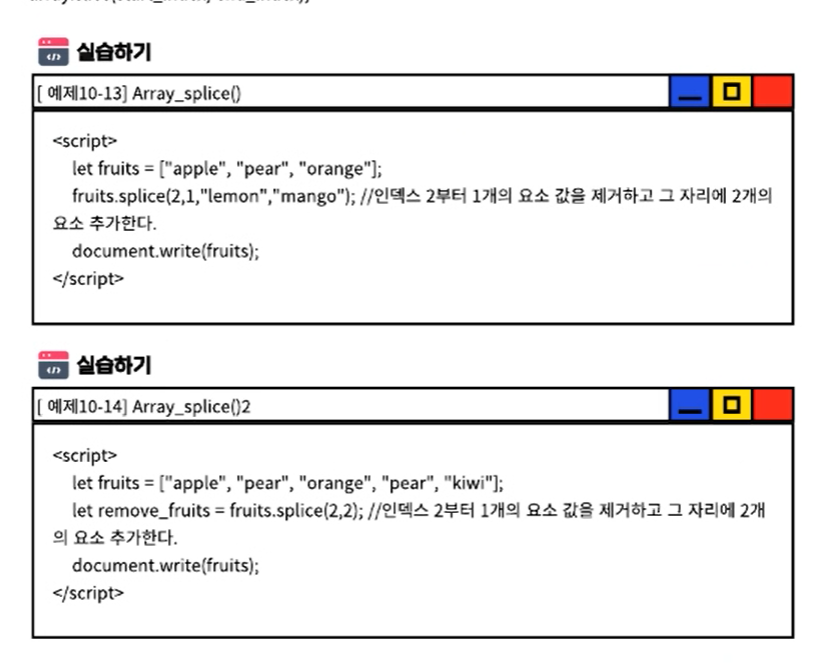 실습하기
[ 예제10-13] Array_splice()
<script>
let fruits = ["apple", "pear", "orange"];
fruits.splice(2,1,"lemon","mango"); //인덱스 2부터 1개의 요소 값을 제거하고 그 자리에 2개의
요소 추가한다.
document.write(fruits);
</script>
실습하기
[ 예제10-14] Array_splice()2
<script>
let fruits = ["apple", "pear", "orange", "pear", "kiwi"];
let remove_fruits = fruits.splice(2,2); //인덱스 2부터 1개의 요소 값을 제거하고 그 자리에 2개
의 요소 추가한다.
document.write(fruits);
</script>